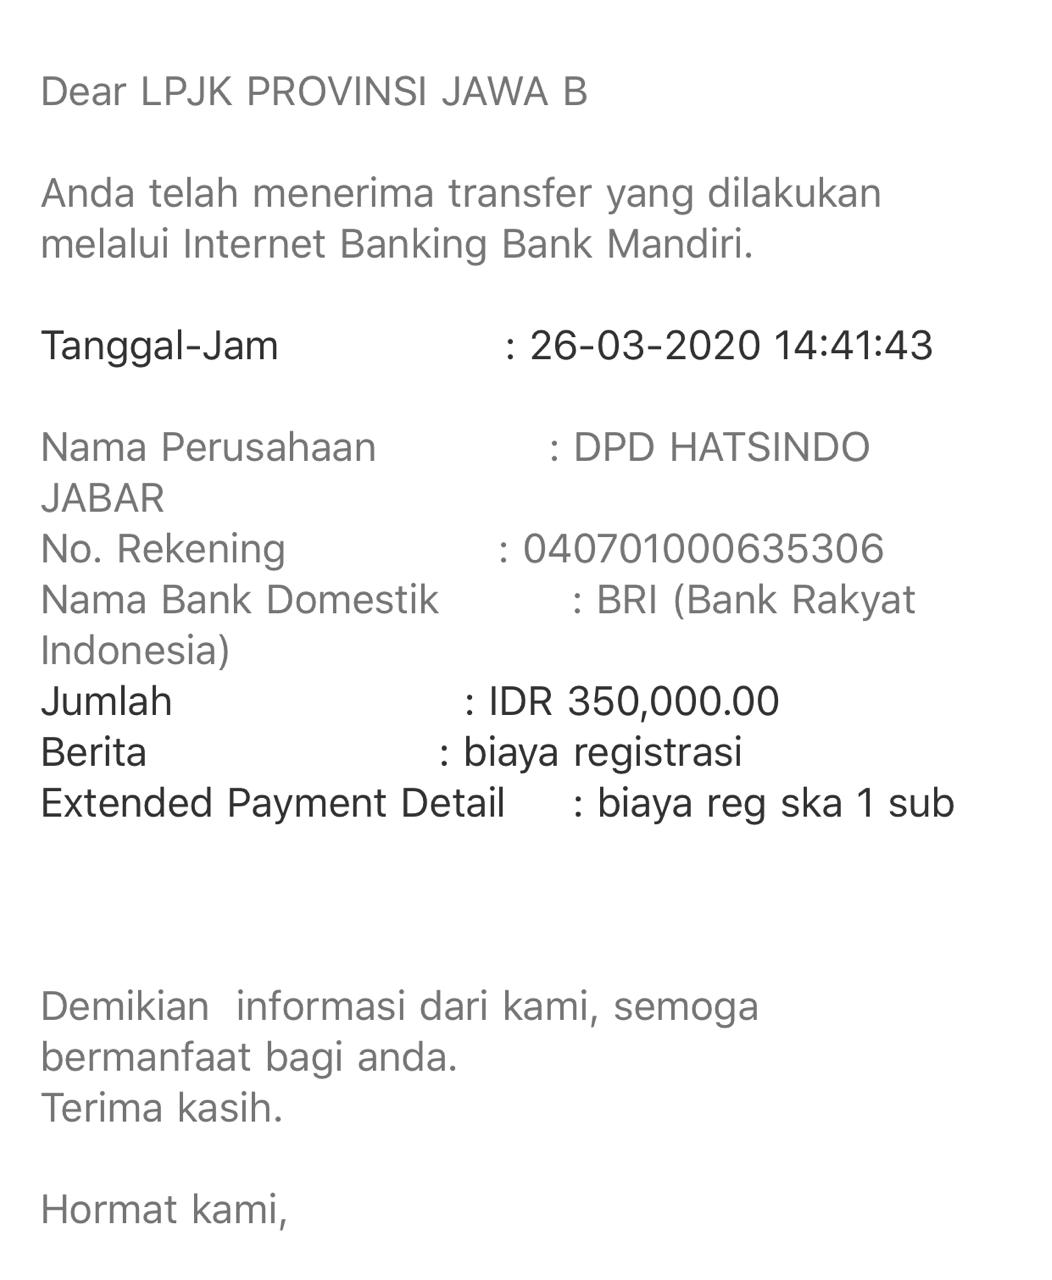 Dear LPJK PROVINSI JAWA B
Anda telah menerima transfer yang dilakukan
melalui Internet Banking Bank Mandiri.
Tanggal-Jam : 26-03-2020 14:41:43
Nama Perusahaan : DPD HATSINDO
JABAR
No. Rekening : 040701000635306
Nama Bank Domestik : BRI (Bank Rakyat
Indonesia)
Jumlah : IDR 350,000.00
Berita : biaya registrasi
Extended Payment Detail : biaya reg ska 1 sub
Demikian  informasi dari kami, semoga
bermanfaat bagi anda.
Terima kasih.
Hormat kami,